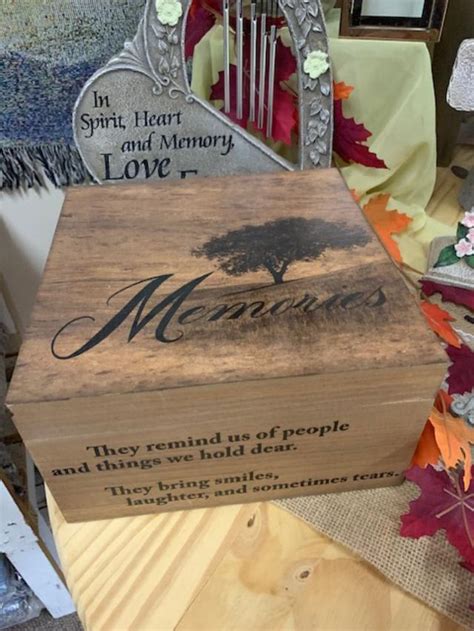 In
Spirit, Heart
and Memory,
Love
Memories
They remind us of people
and things we hold dear.
They bring smiles,
laughter, and sometimes tears.